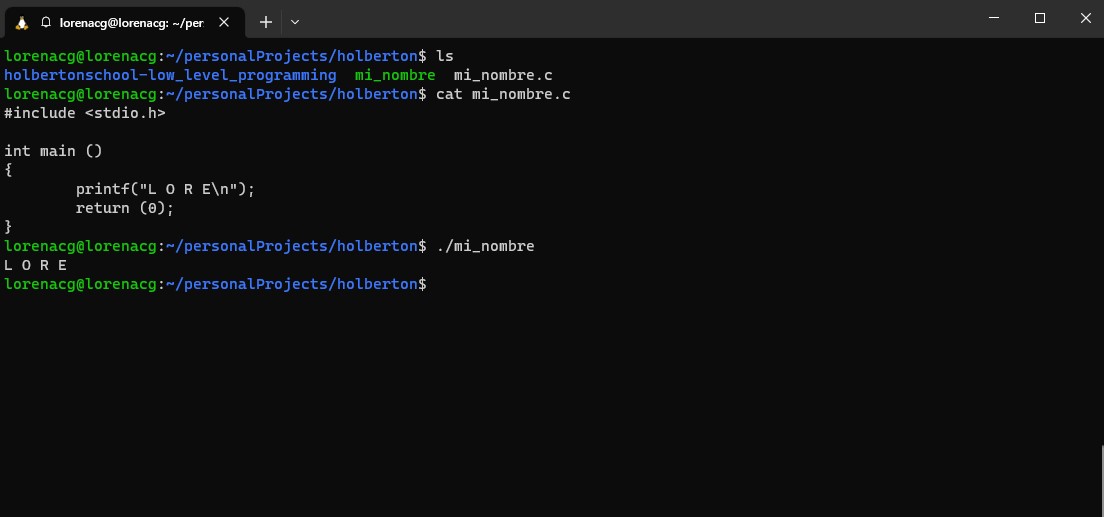 lorenacg@lorenacg: ~/per
lorenacg@lorenacg:~/personalProjects/holberton$ ls
holbertonschool-low_level_programming  mi_nombre  mi_nombre.c
lorenacg@lorenacg:~/personalProjects/holberton$ cat mi_nombre.c
#include <stdio.h>
int main ()
{
        printf("L O R E\n");
        return (0);
}
lorenacg@lorenacg:~/personalProjects/holberton$ ./mi_nombre
L O R E
lorenacg@lorenacg:~/personalProjects/holberton$